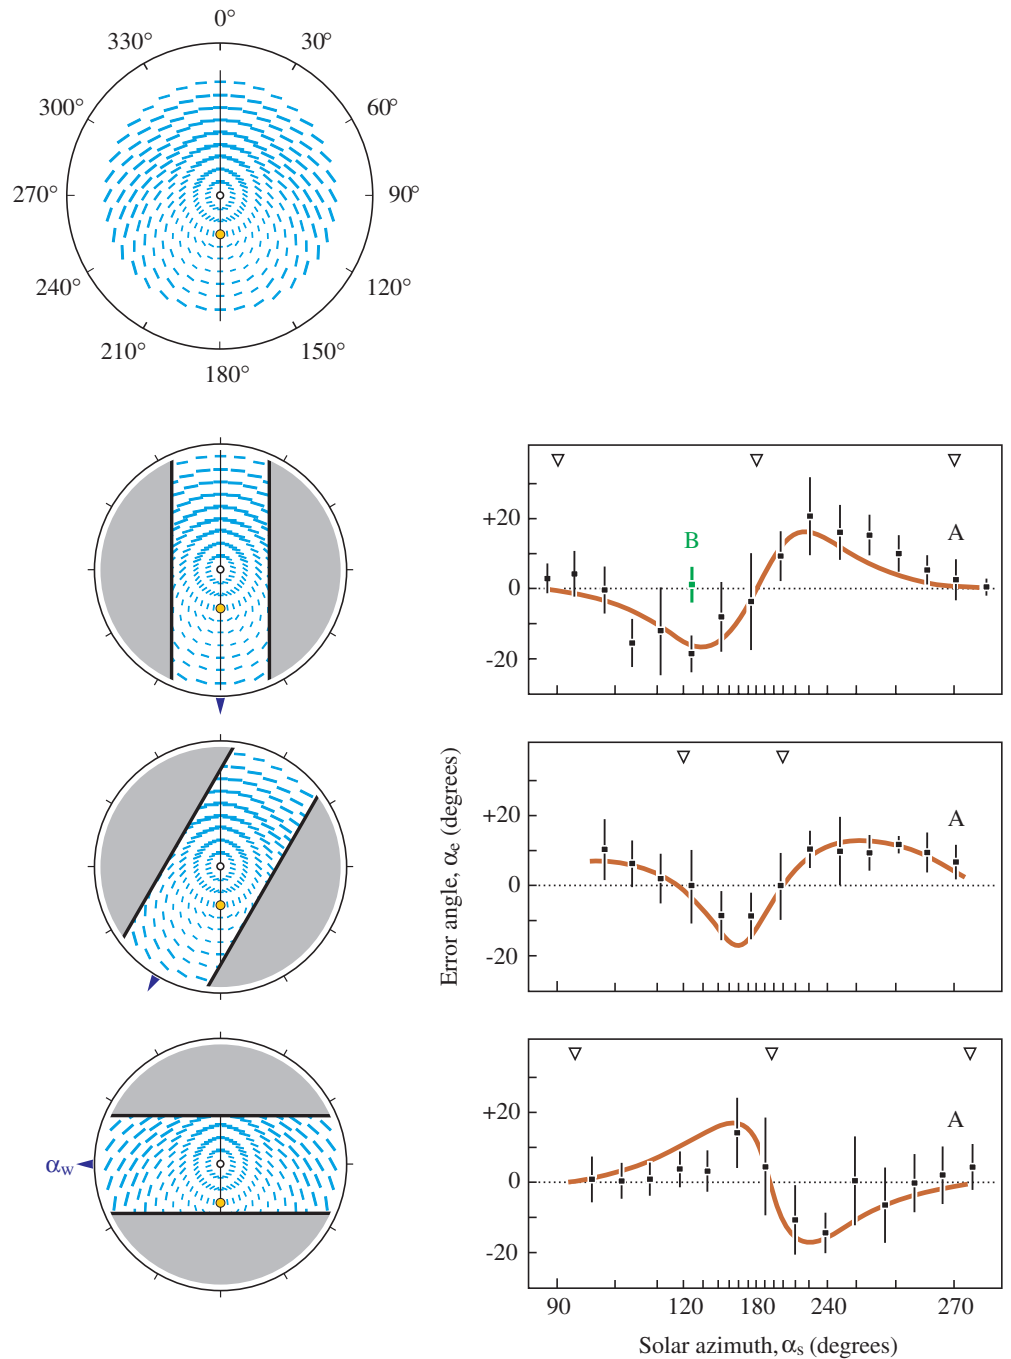 0°
330°
30°
300°
60°
270°
90°
240°
120°
210°
150°
180°
+20
0
-20
B
A
+20
0
-20
A
Error angle, αe (degrees)
αw
+20
0
-20
A
90 120 180 240 270
Solar azimuth, αs (degrees)